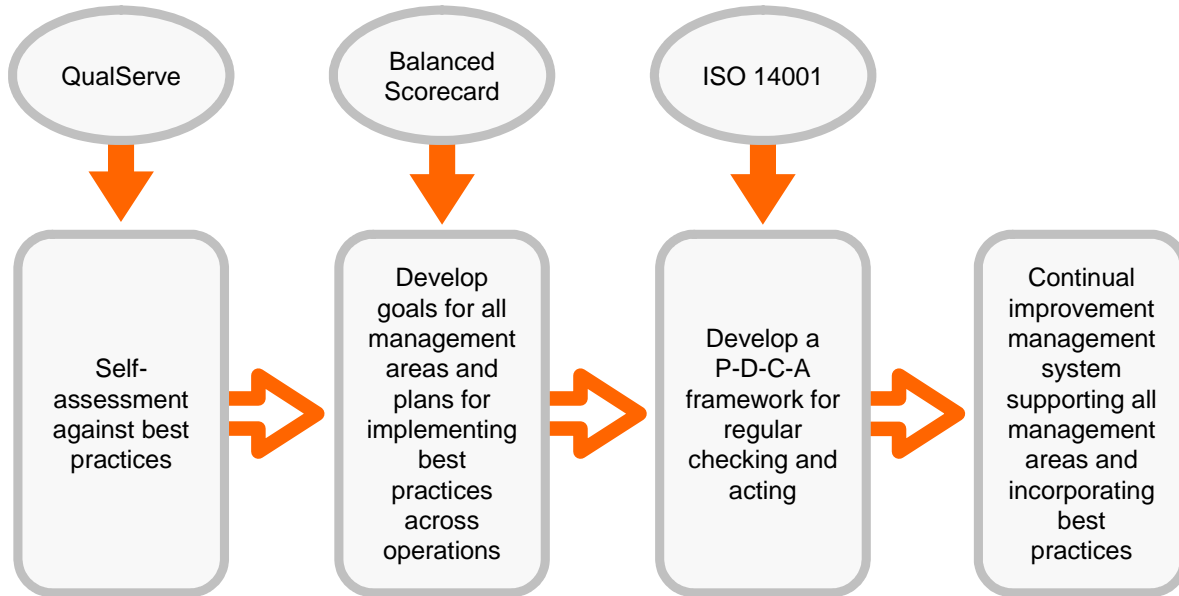 QualServe
Balanced
Scorecard
ISO 14001
Self-
assessment
against best
practices
Develop
goals for all
management
areas and
plans for
implementing
best
practices
across
operations
Develop a
P-D-C-A
framework for
regular
checking and
acting
Continual
improvement
management
system
supporting all
management
areas and
incorporating
best
practices